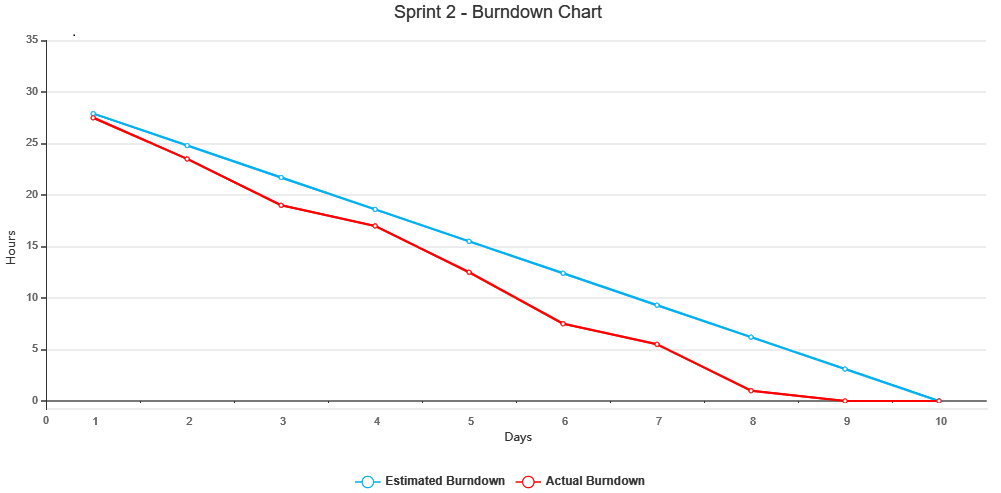 Sprint 2 - Burndown Chart
.
35
30
25
20
15
10
5
0
Hours
0 1 2 3 4 5 6 7 8 9 10
Days
Estimated Burndown Actual Burndown